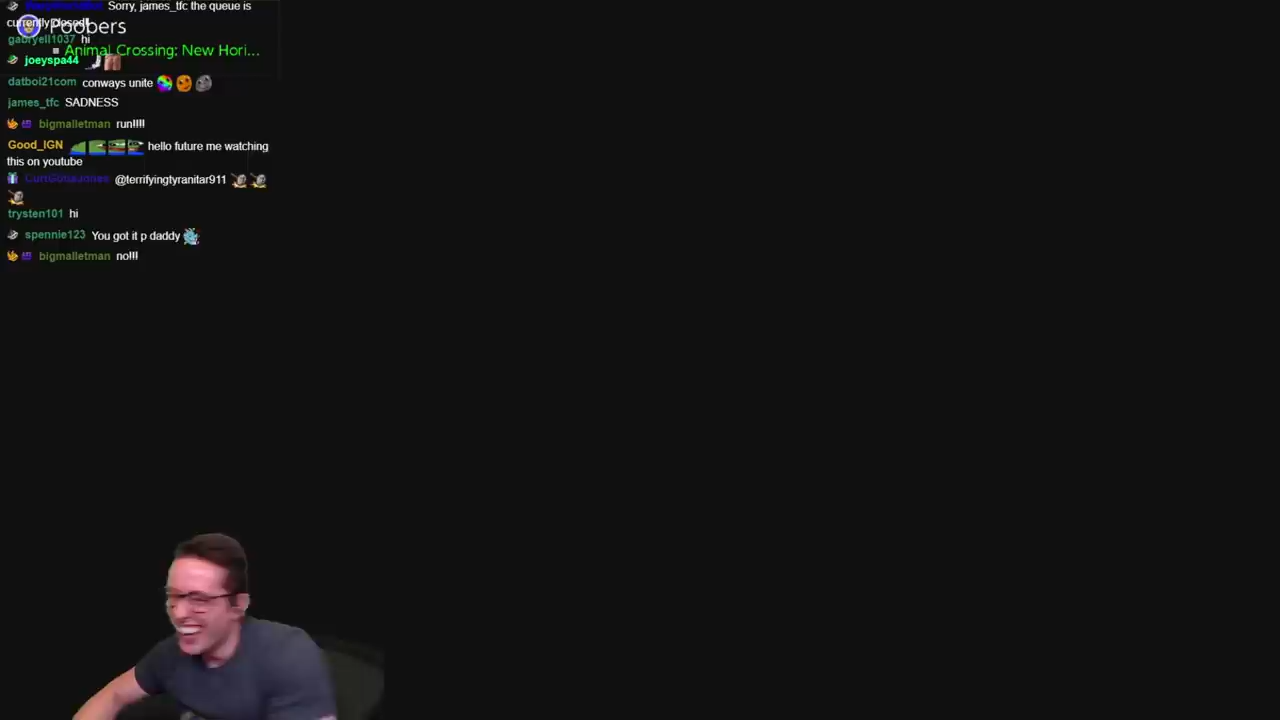 Sorry, james_tfc the queue is
currently closed!
Poobers
gabryell1037 hi
Animal Crossing: New Hori...
joeyspa44
datboi21com conways unite
james_tfc SADNESS
bigmalletman run!!!!
Good_IGN hello future me watching
this on youtube
@terrifyingtyranitar911
trysten101 hi
spennie123 You got it p daddy
bigmalletman no!!!